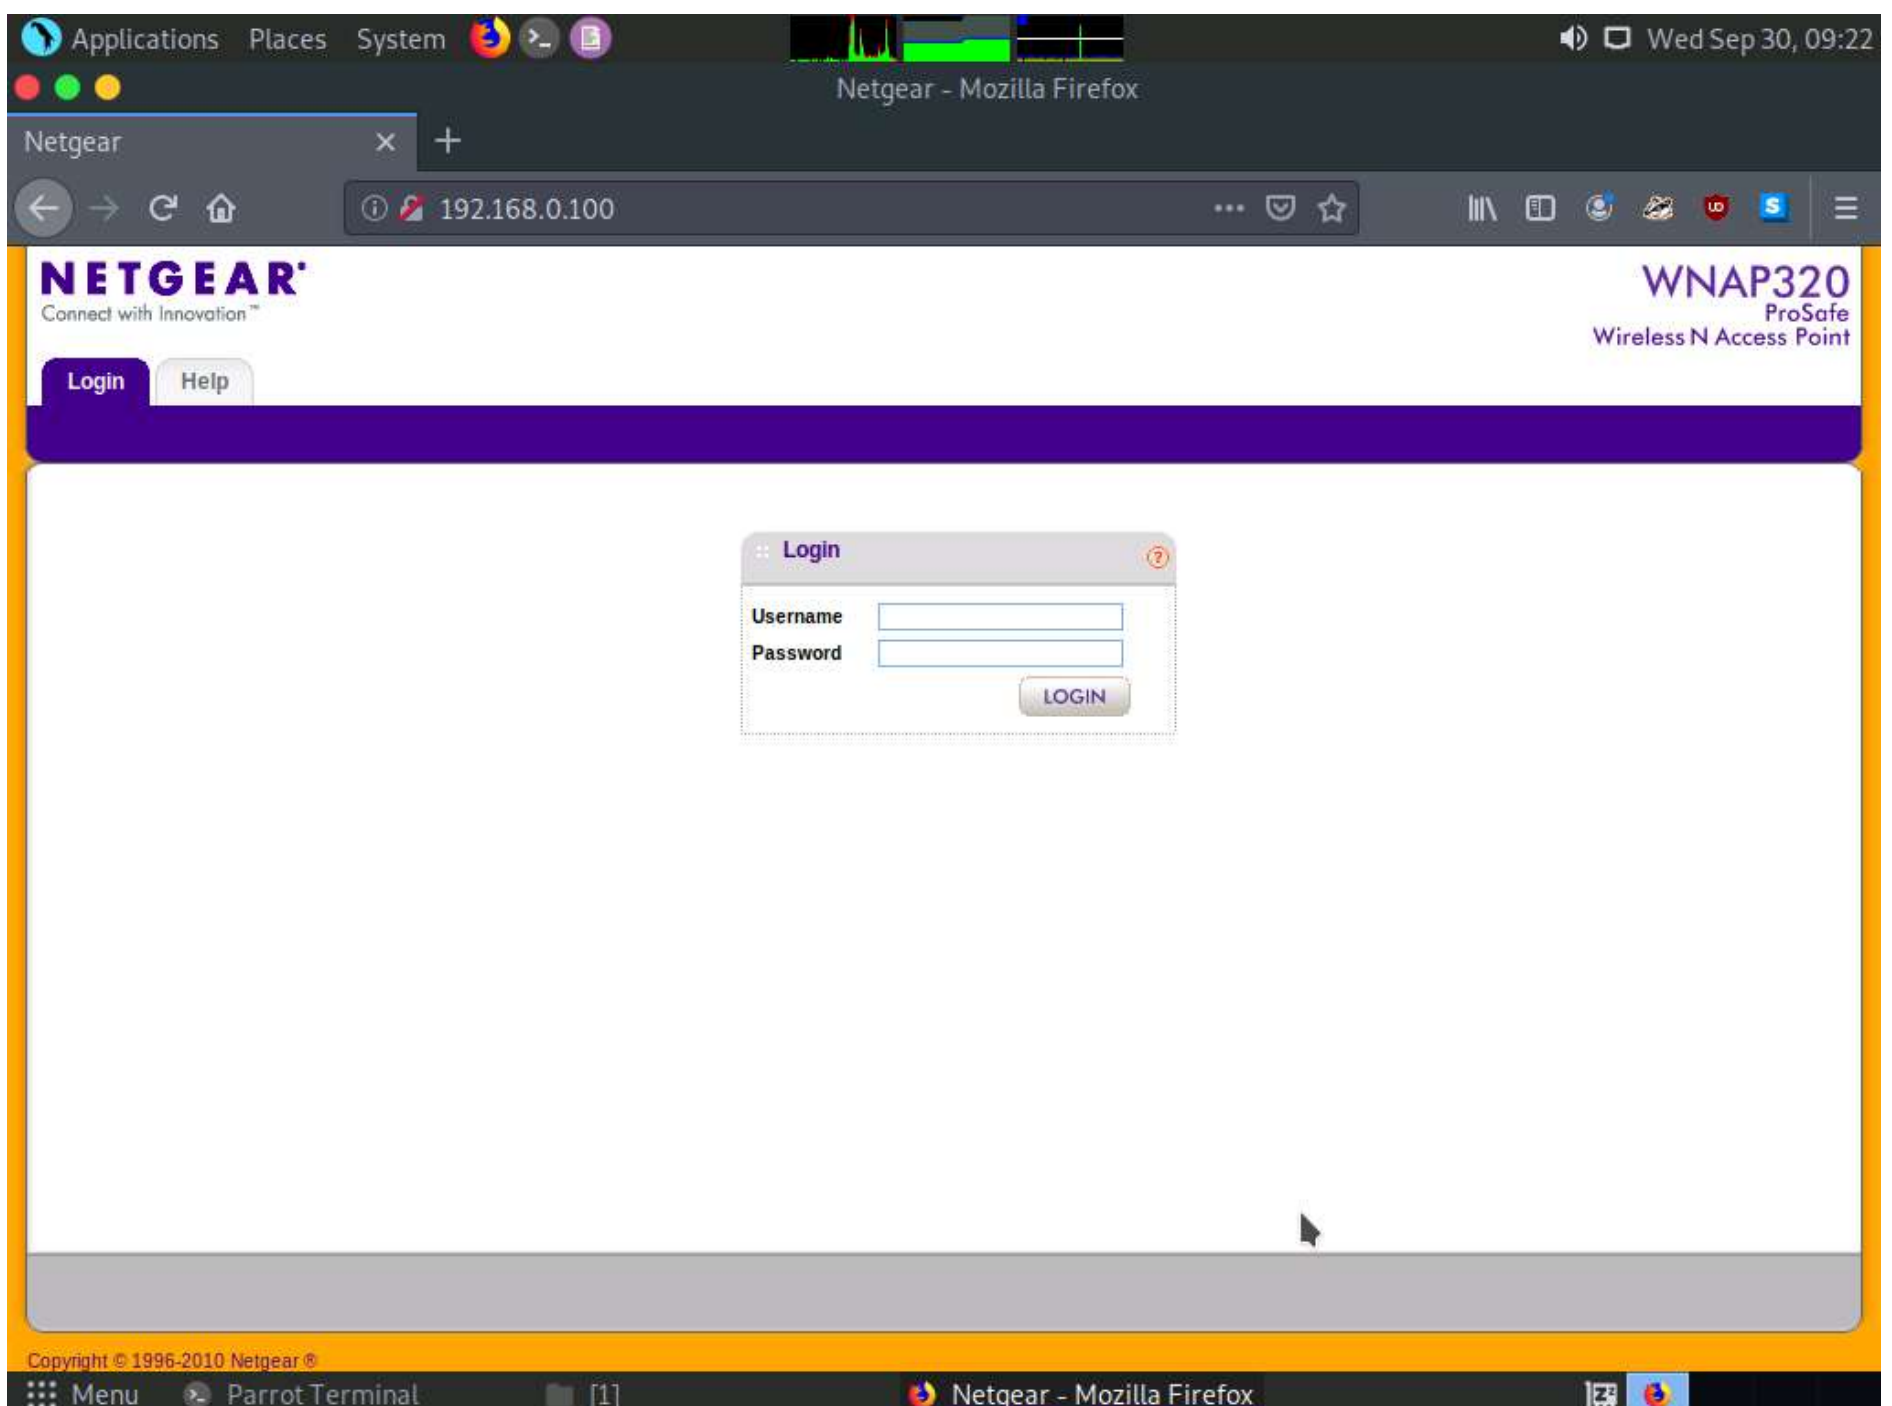 Applications Places System Wed Sep 30, 09:22
Netgear - Mozilla Firefox
Netgear
192.168.0.100
NETGEAR®
Connect with Innovation™
WNAP320
ProSafe
Wireless N Access Point
Login Help
Login
Username
Password
LOGIN
Copyright © 1996-2010 Netgear ®
Menu Parrot Terminal [1] Netgear - Mozilla Firefox